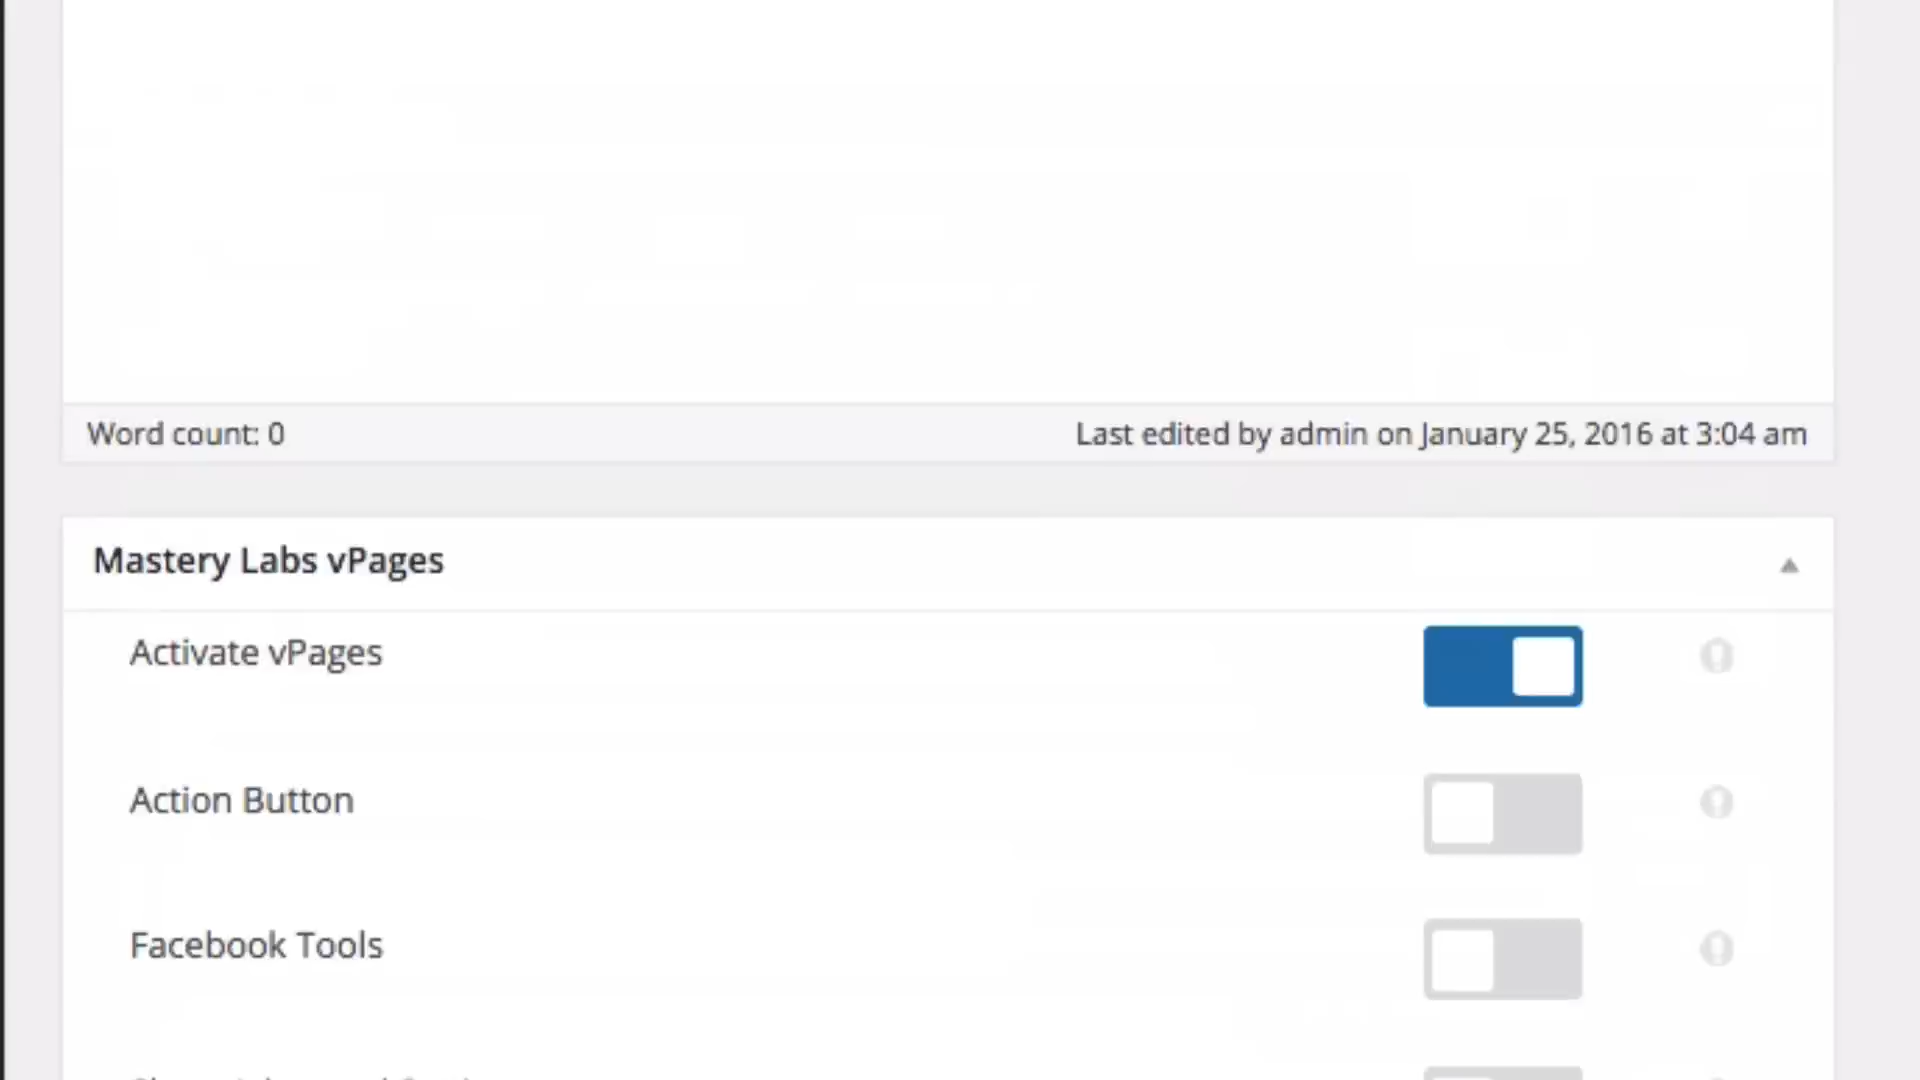 Word count: 0
Last edited by admin on January 25, 2016 at 3:04 am
Mastery Labs vPages
Activate vPages
Action Button
Facebook Tools